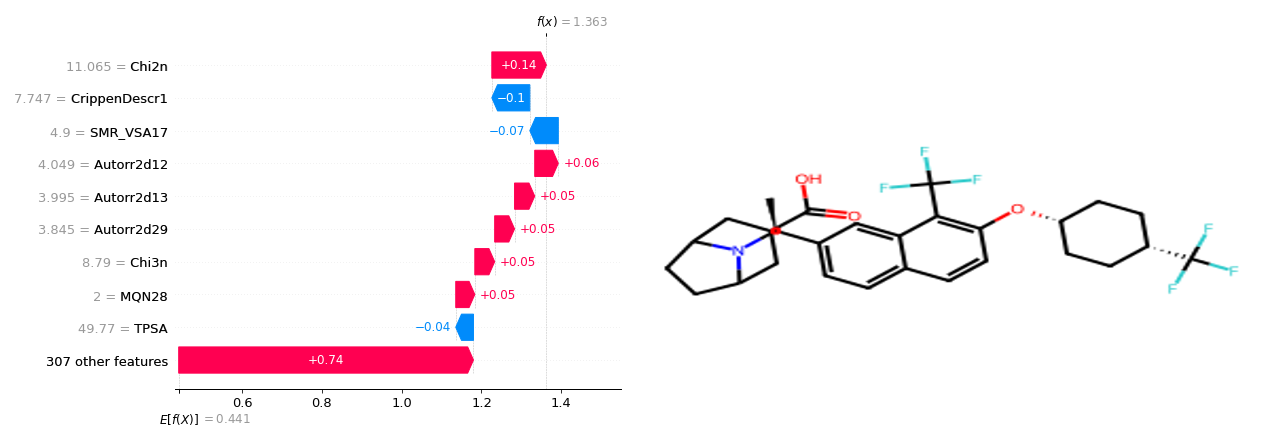 f(x) = 1.363
11.065 = Chi2n
+0.14
7.747 = CrippenDescr1
−0.1
4.9 = SMR_VSA17
−0.07
4.049 = Autorr2d12
+0.06
3.995 = Autorr2d13
+0.05
3.845 = Autorr2d29
+0.05
8.79 = Chi3n
+0.05
2 = MQN28
+0.05
49.77 = TPSA
−0.04
307 other features
+0.74
0.6 0.8 1.0 1.2 1.4
E[f(X)] = 0.441
F
F
F
OH
O
N
O
F
F
F